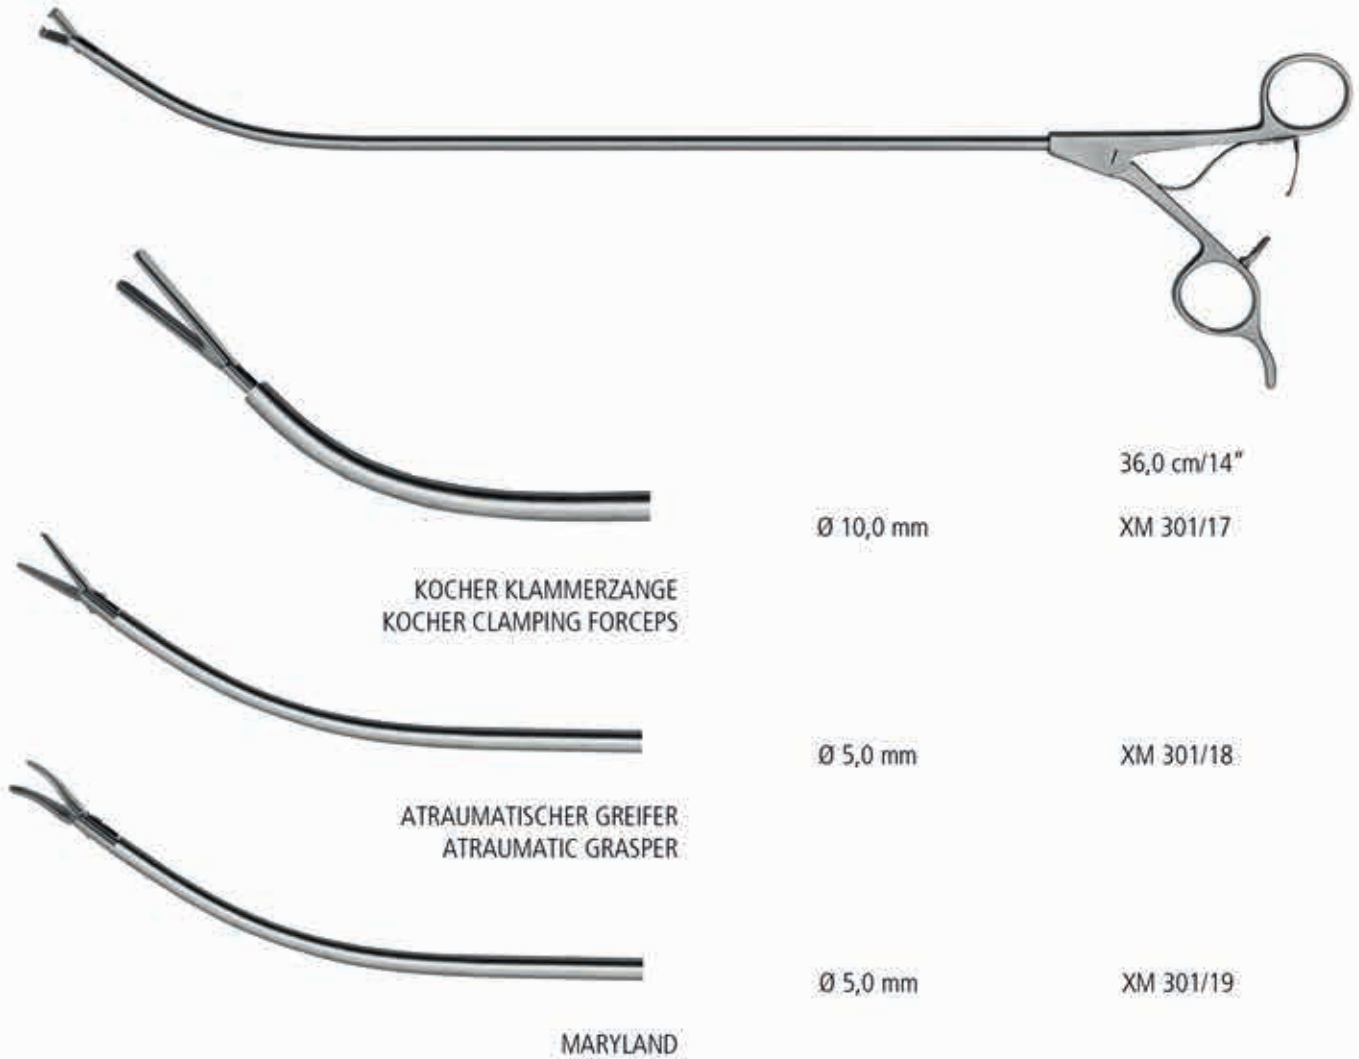 36,0 cm/14"
Ø 10,0 mm XM 301/17
KOCHER KLAMMERZANGE
KOCHER CLAMPING FORCEPS
Ø 5,0 mm XM 301/18
ATRAUMATISCHER GREIFER
ATRAUMATIC GRASPER
Ø 5,0 mm XM 301/19
MARYLAND